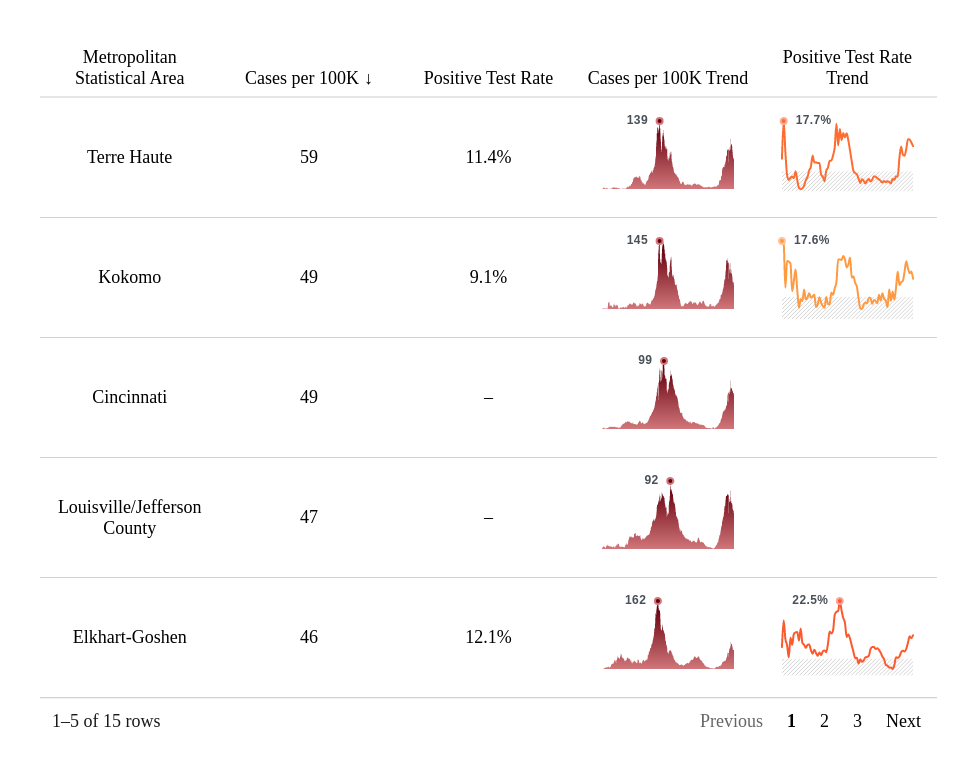 Metropolitan
Statistical Area
Cases per 100K ↓
Positive Test Rate
Cases per 100K Trend
Positive Test Rate
Trend
Terre Haute
59
11.4%
139
17.7%
Kokomo
49
9.1%
145
17.6%
Cincinnati
49
–
99
Louisville/Jefferson
County
47
–
92
Elkhart-Goshen
46
12.1%
162
22.5%
1–5 of 15 rows
Previous 1 2 3 Next